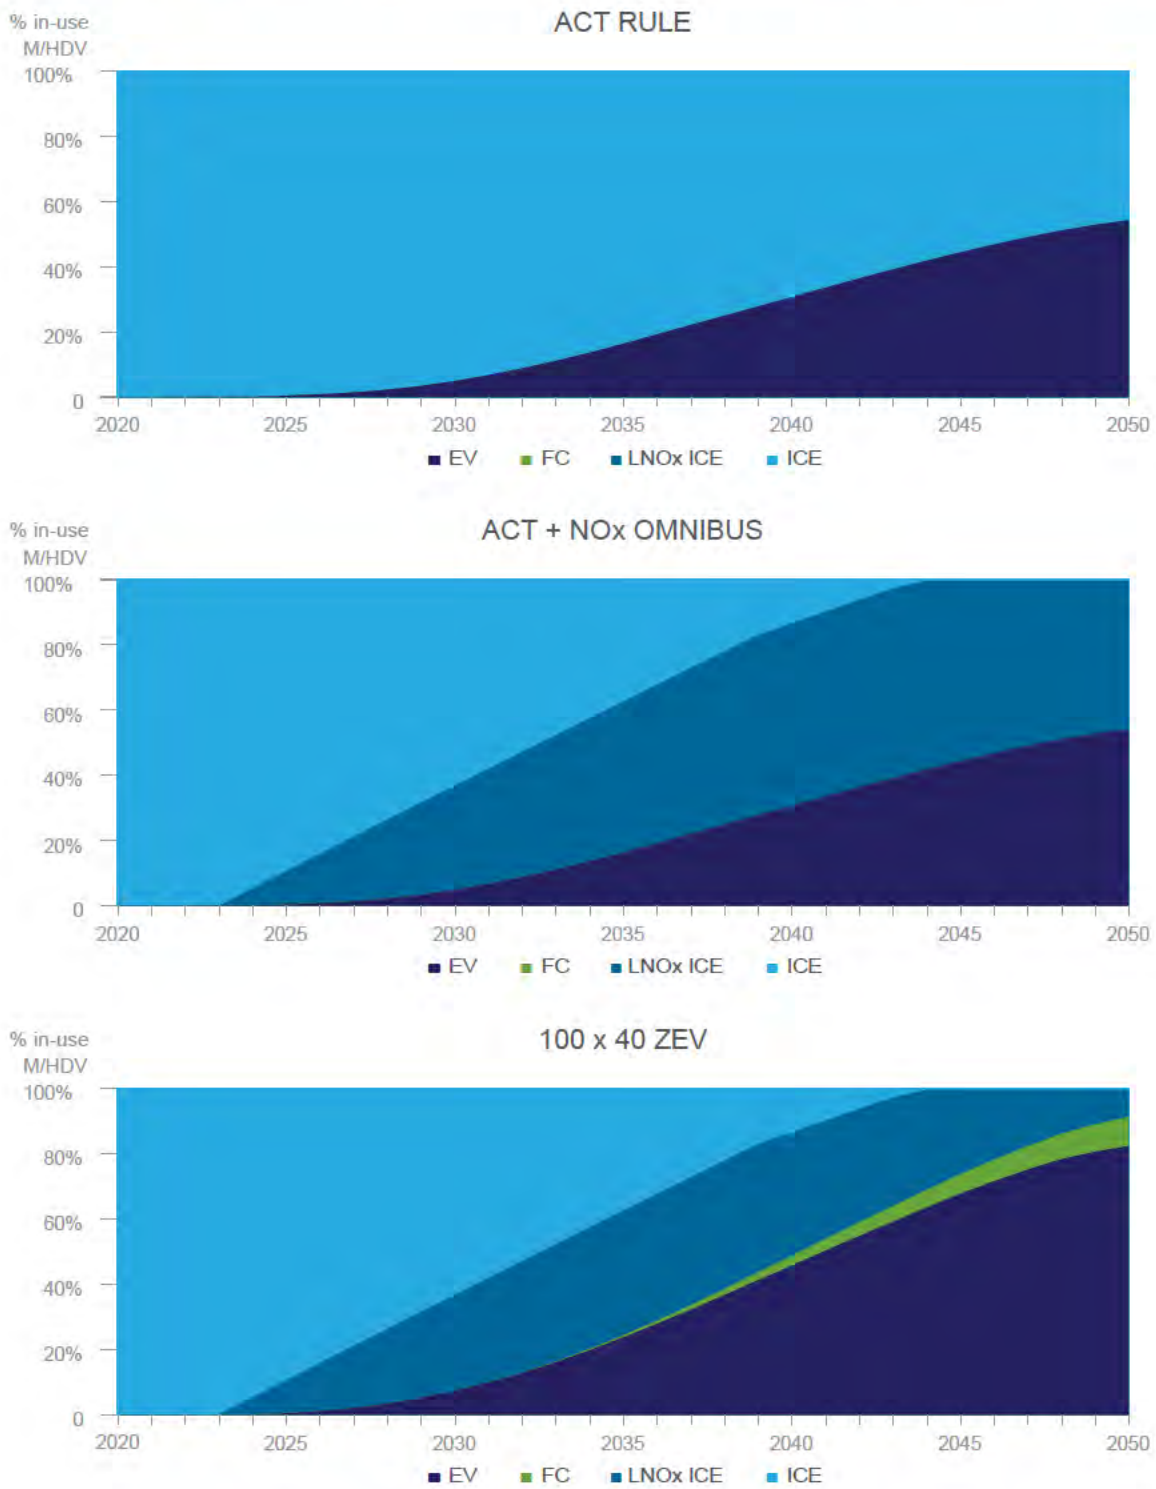 ACT RULE
% in-use
M/HDV
100%
80%
60%
40%
20%
0
2020 2025 2030 2035 2040 2045 2050
EV FC LNOx ICE ICE
ACT + NOx OMNIBUS
% in-use
M/HDV
100%
80%
60%
40%
20%
0
2020 2025 2030 2035 2040 2045 2050
EV FC LNOx ICE ICE
100 x 40 ZEV
% in-use
M/HDV
100%
80%
60%
40%
20%
0
2020 2025 2030 2035 2040 2045 2050
EV FC LNOx ICE ICE